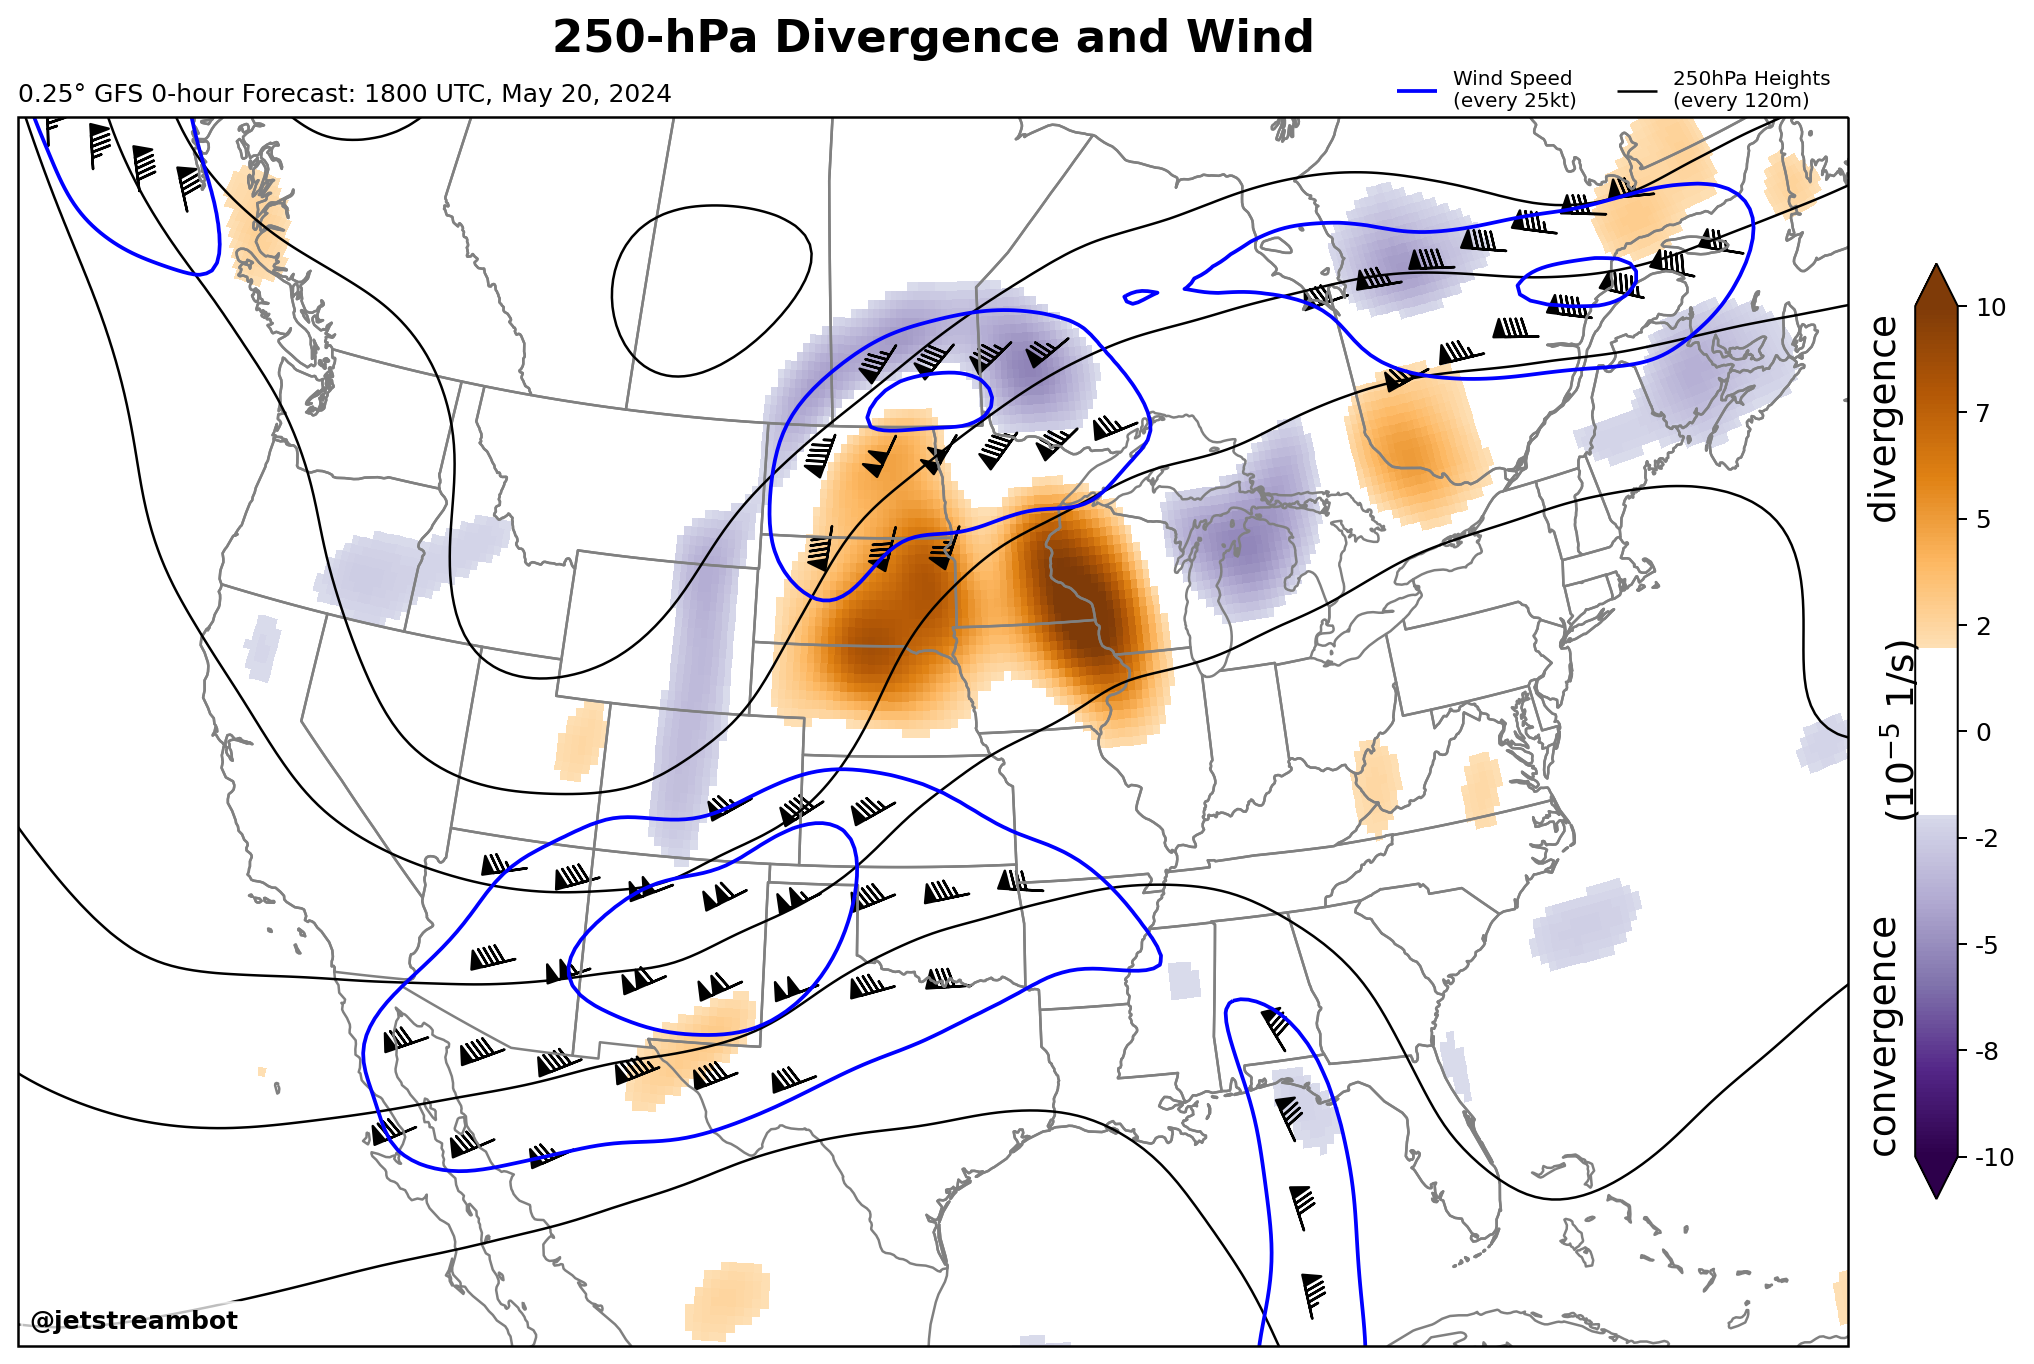 250-hPa Divergence and Wind
0.25° GFS 0-hour Forecast: 1800 UTC, May 20, 2024
Wind Speed
(every 25kt)
250hPa Heights
(every 120m)
10
7
5
2
0
-2
-5
-8
-10
divergence
(10⁻⁵ 1/s)
convergence
@jetstreambot